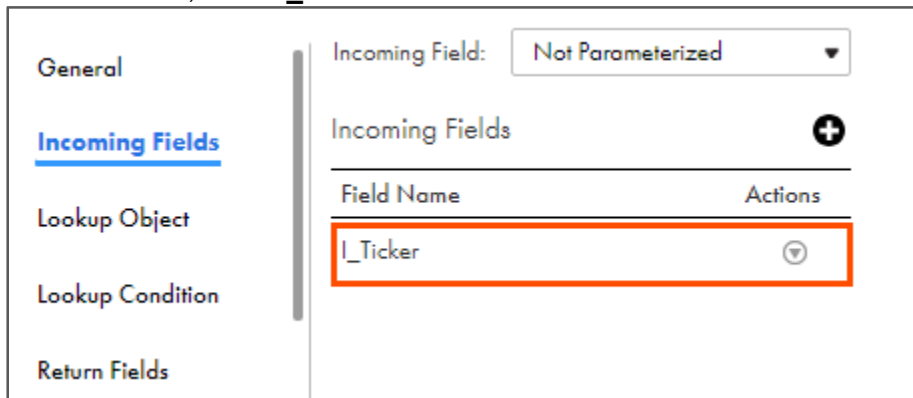 General
Incoming Fields
Lookup Object
Lookup Condition
Return Fields
Incoming Field: Not Parameterized
Incoming Fields
Field Name Actions
I_Ticker